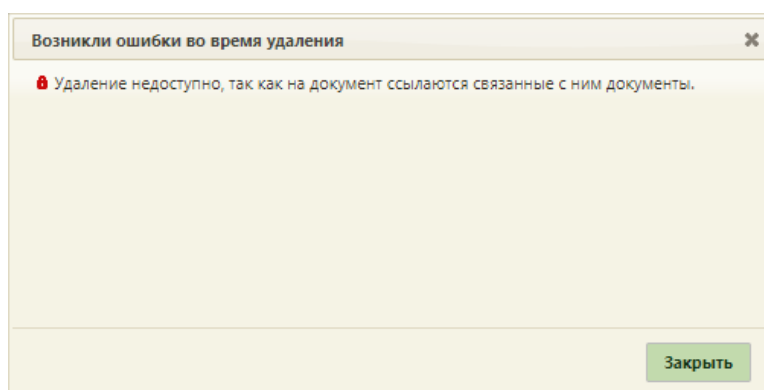 Возникли ошибки во время удаления
Удаление недоступно, так как на документ ссылаются связанные с ним документы.
Закрыть